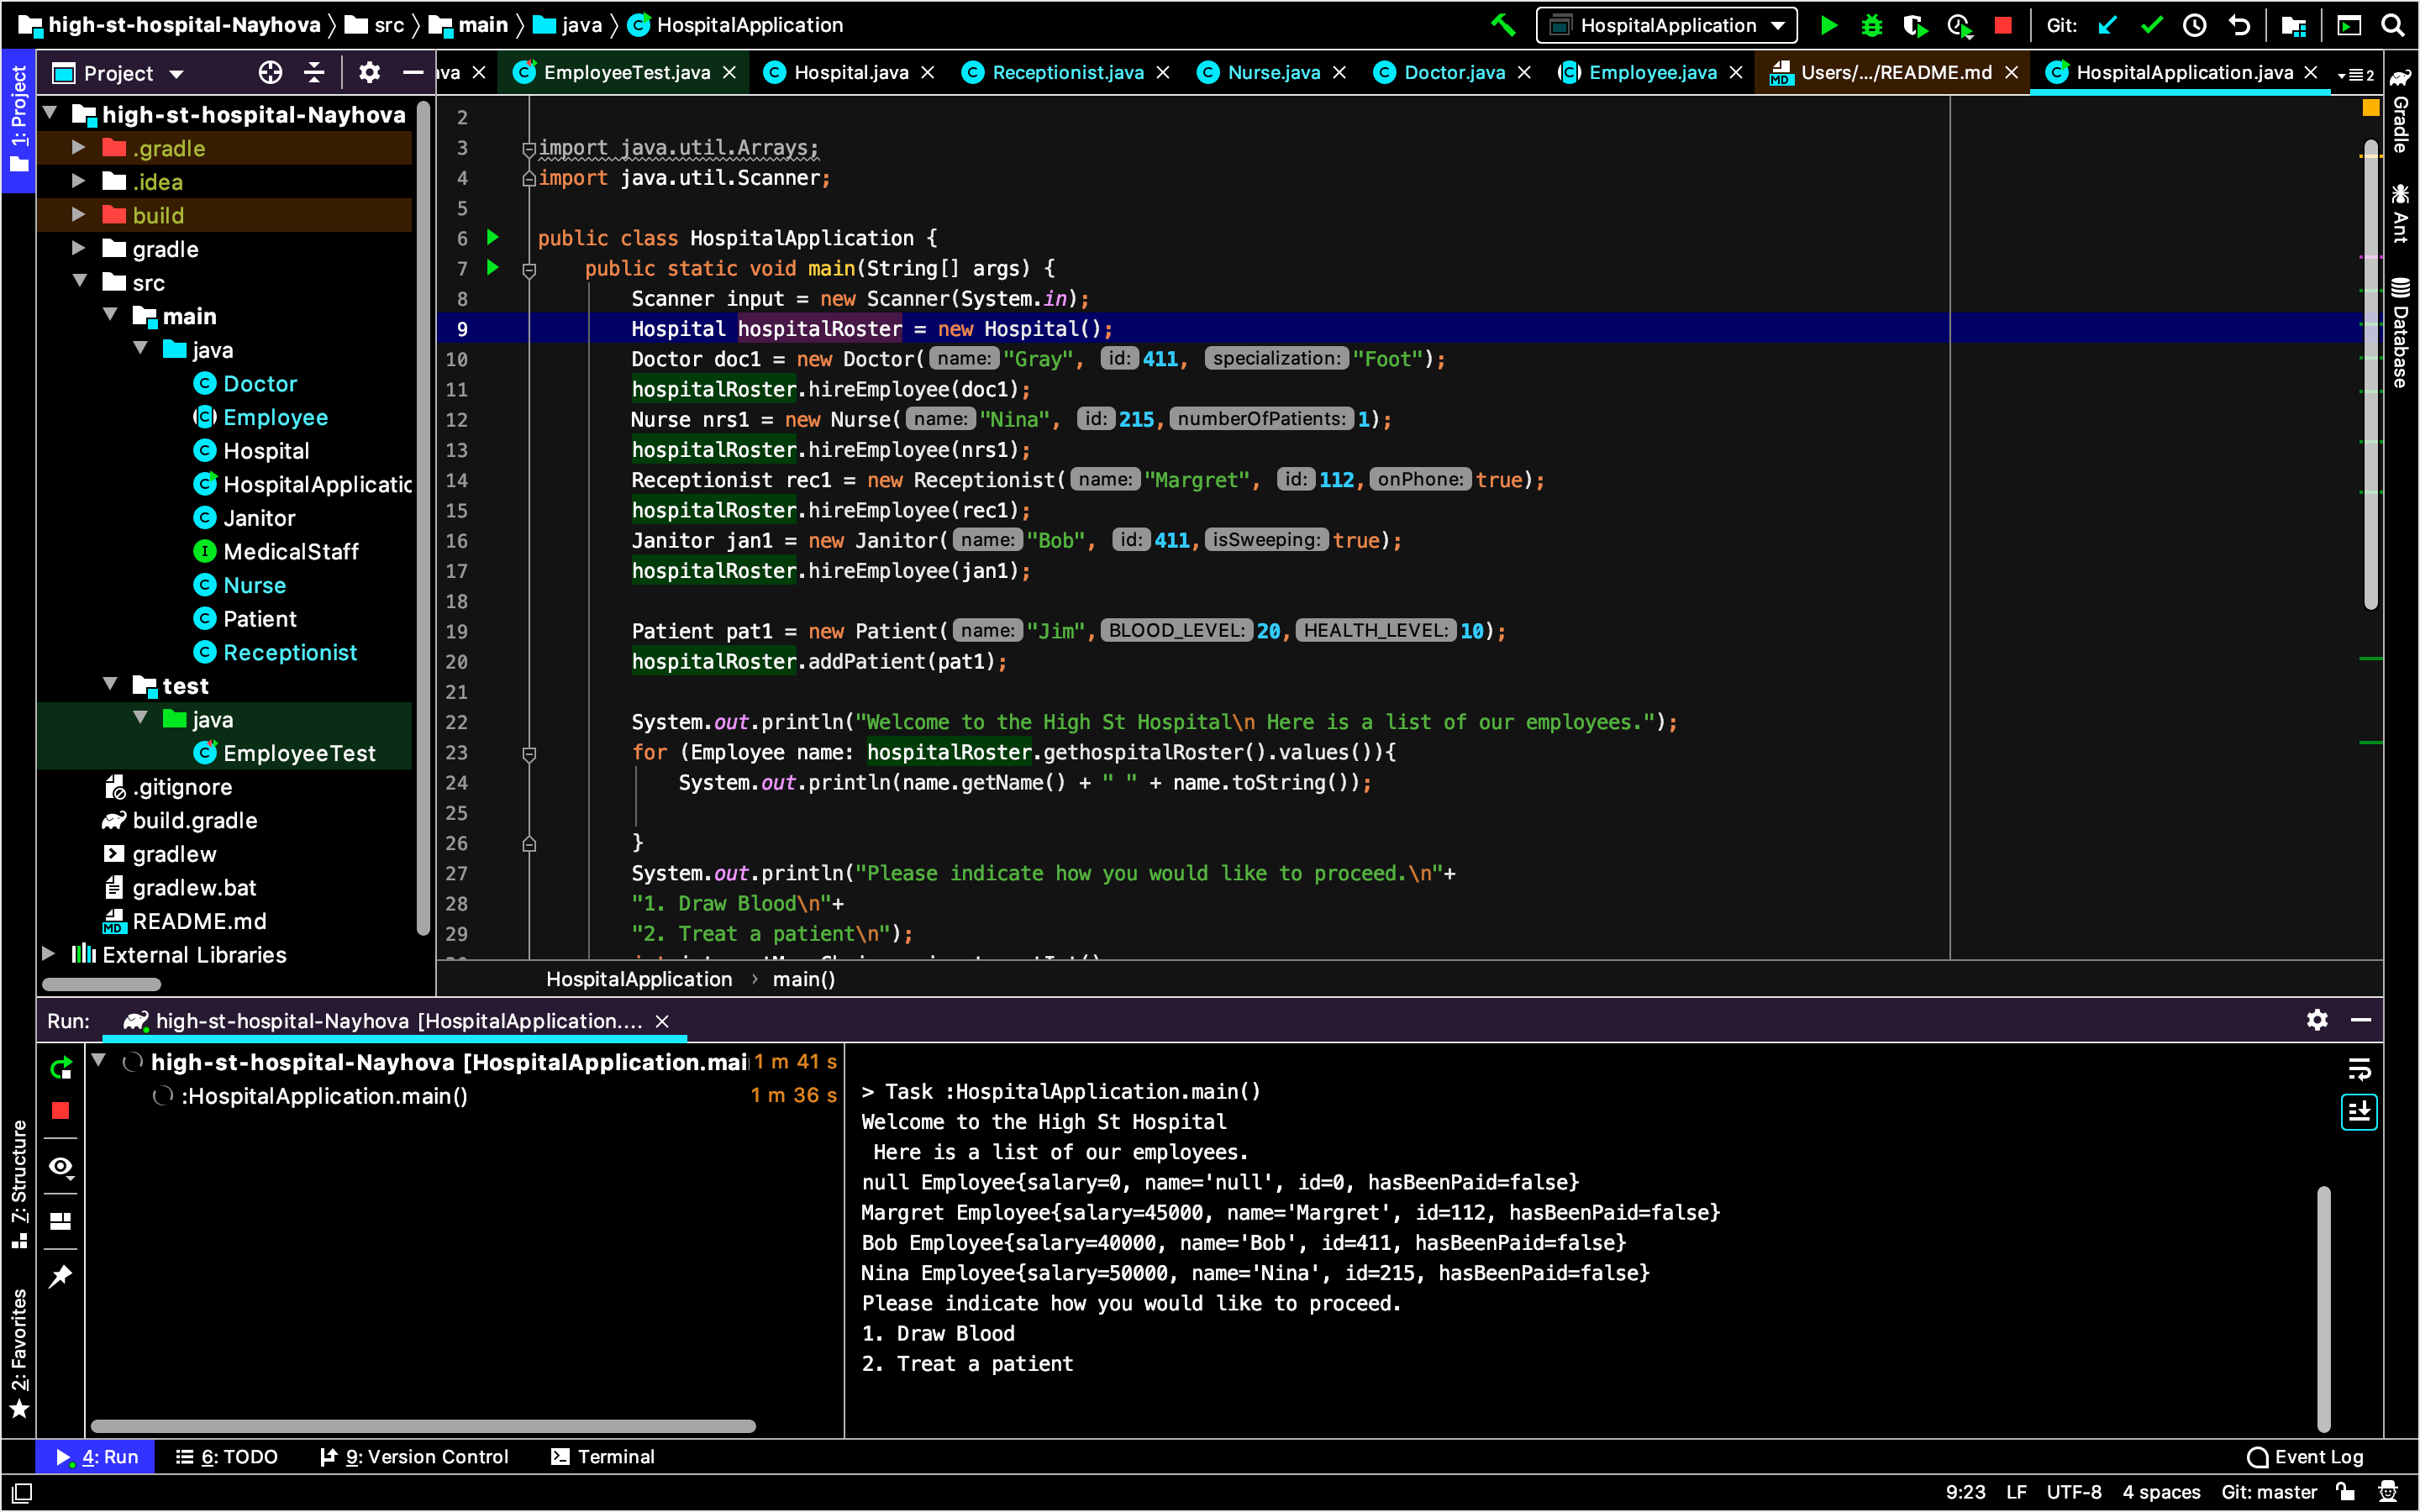 high-st-hospital-Nayhova src main java HospitalApplication
HospitalApplication Git:
1: Project
Project
ava EmployeeTest.java Hospital.java Receptionist.java Nurse.java Doctor.java Employee.java Users/.../README.md HospitalApplication.java 2
high-st-hospital-Nayhova
.gradle
.idea
build
gradle
src
main
java
Doctor
Employee
Hospital
HospitalApplicatic
Janitor
MedicalStaff
Nurse
Patient
Receptionist
test
java
EmployeeTest
.gitignore
build.gradle
gradlew
gradlew.bat
README.md
External Libraries
2
3 import java.util.Arrays;
4 import java.util.Scanner;
5
6 public class HospitalApplication {
7 public static void main(String[] args) {
8 Scanner input = new Scanner(System.in);
9 Hospital hospitalRoster = new Hospital();
10 Doctor doc1 = new Doctor( name: "Gray", id: 411, specialization: "Foot");
11 hospitalRoster.hireEmployee(doc1);
12 Nurse nrs1 = new Nurse( name: "Nina", id: 215, numberOfPatients: 1);
13 hospitalRoster.hireEmployee(nrs1);
14 Receptionist rec1 = new Receptionist( name: "Margret", id: 112, onPhone: true);
15 hospitalRoster.hireEmployee(rec1);
16 Janitor jan1 = new Janitor( name: "Bob", id: 411, isSweeping: true);
17 hospitalRoster.hireEmployee(jan1);
18
19 Patient pat1 = new Patient( name: "Jim", BLOOD_LEVEL: 20, HEALTH_LEVEL: 10);
20 hospitalRoster.addPatient(pat1);
21
22 System.out.println("Welcome to the High St Hospital\n Here is a list of our employees.");
23 for (Employee name: hospitalRoster.gethospitalRoster().values()){
24 System.out.println(name.getName() + " " + name.toString());
25
26 }
27 System.out.println("Please indicate how you would like to proceed.\n"+
28 "1. Draw Blood\n"+
29 "2. Treat a patient\n");
HospitalApplication › main()
Gradle
Ant
Database
Run: high-st-hospital-Nayhova [HospitalApplication....
high-st-hospital-Nayhova [HospitalApplication.mai 1 m 41 s
:HospitalApplication.main() 1 m 36 s
> Task :HospitalApplication.main()
Welcome to the High St Hospital
Here is a list of our employees.
null Employee{salary=0, name='null', id=0, hasBeenPaid=false}
Margret Employee{salary=45000, name='Margret', id=112, hasBeenPaid=false}
Bob Employee{salary=40000, name='Bob', id=411, hasBeenPaid=false}
Nina Employee{salary=50000, name='Nina', id=215, hasBeenPaid=false}
Please indicate how you would like to proceed.
1. Draw Blood
2. Treat a patient
7: Structure
2: Favorites
4: Run 6: TODO 9: Version Control Terminal Event Log
9:23 LF UTF-8 4 spaces Git: master